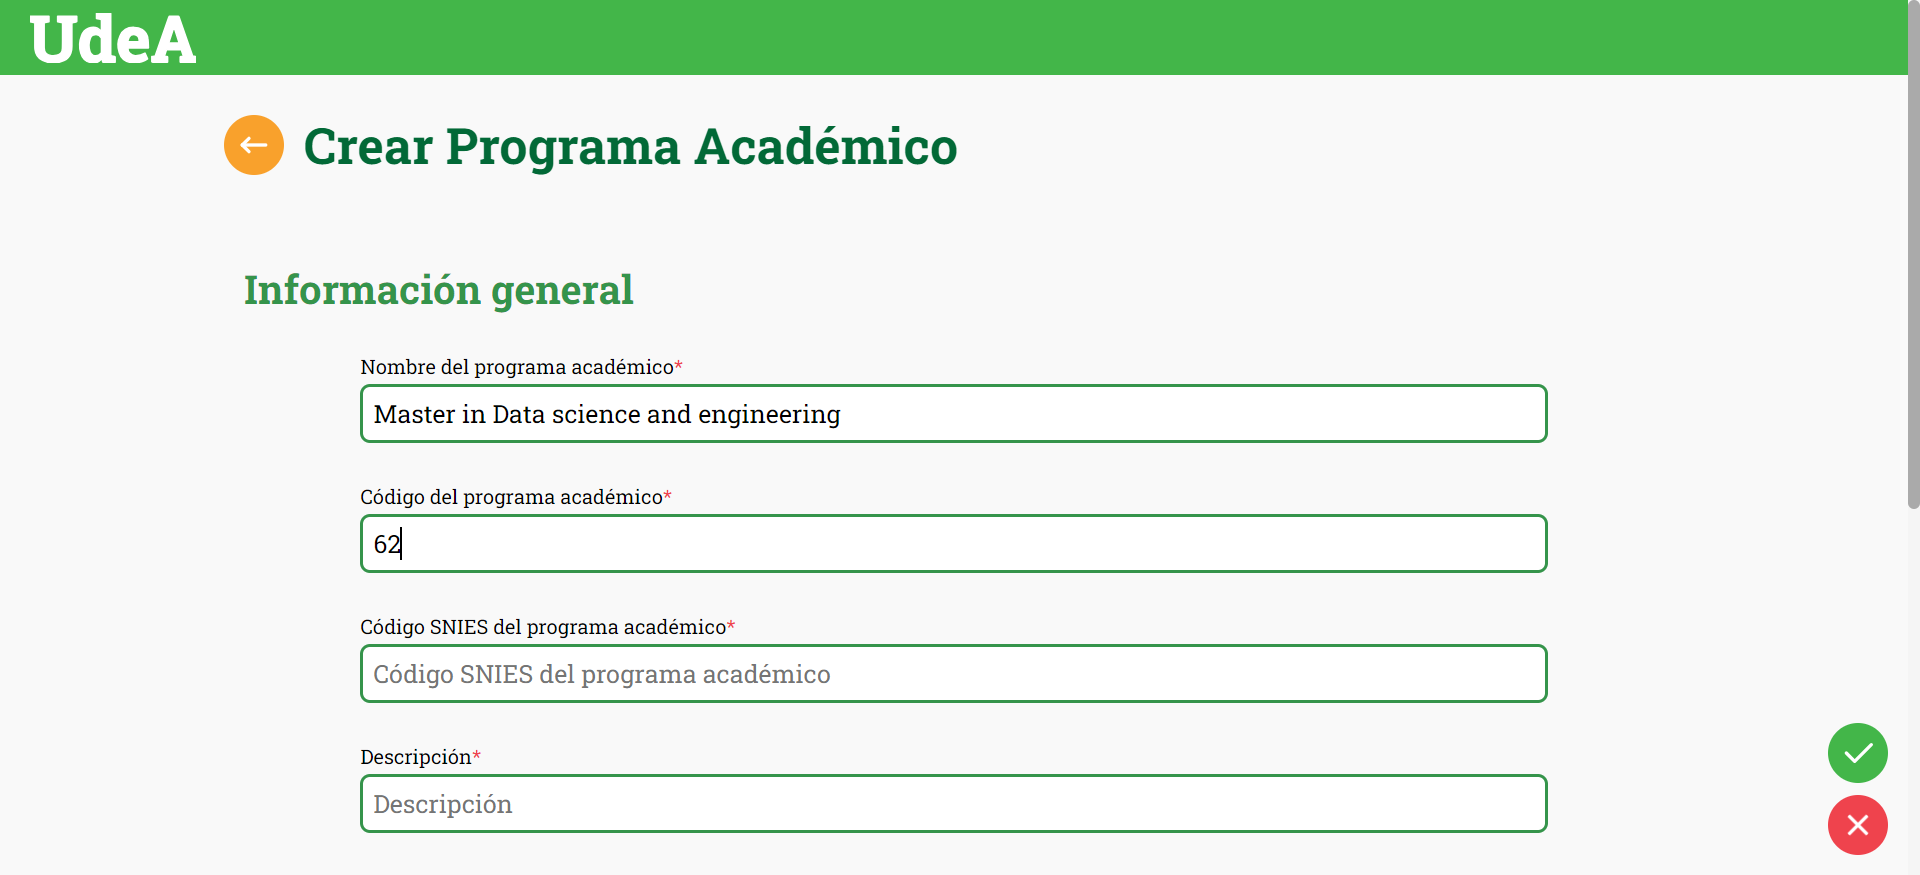 UdeA
Crear Programa Académico
Información general
Nombre del programa académico*
Master in Data science and engineering
Código del programa académico*
62
Código SNIES del programa académico*
Código SNIES del programa académico
Descripción*
Descripción